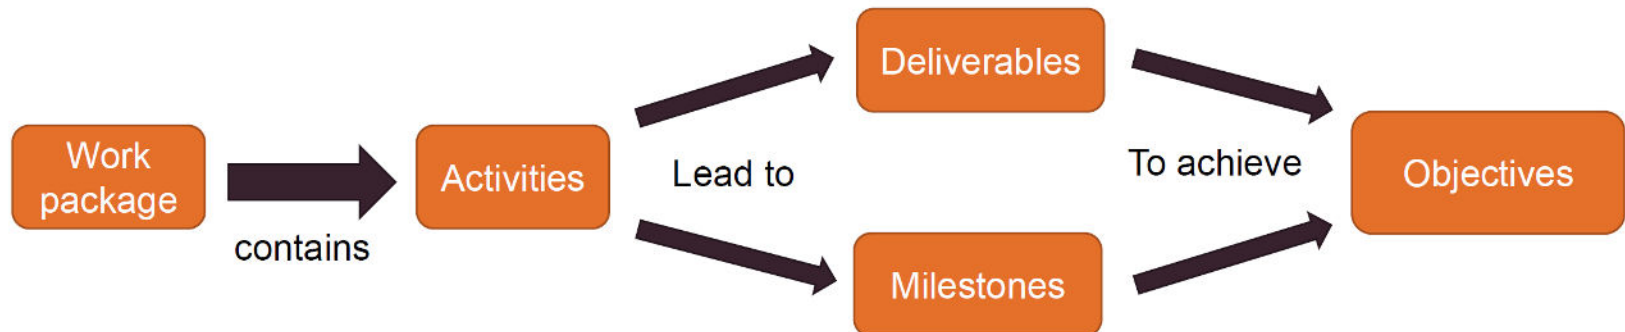 Work
package
contains
Activities
Lead to
Deliverables
Milestones
To achieve
Objectives